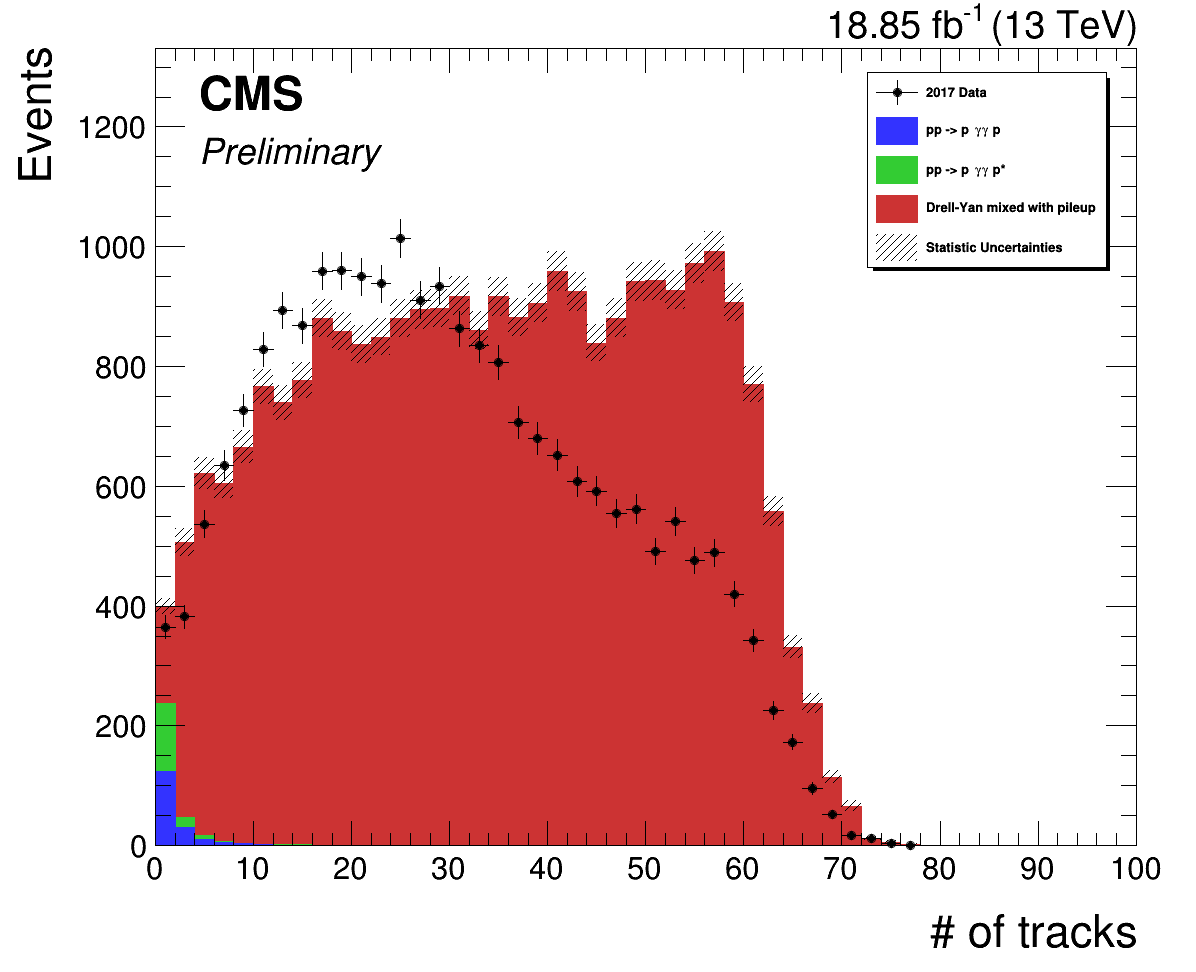 18.85 fb⁻¹ (13 TeV)
Events
CMS
Preliminary
2017 Data
pp -> p γγ p
pp -> p γγ p*
Drell-Yan mixed with pileup
Statistic Uncertainties
1200
1000
800
600
400
200
0
0 10 20 30 40 50 60 70 80 90 100
# of tracks